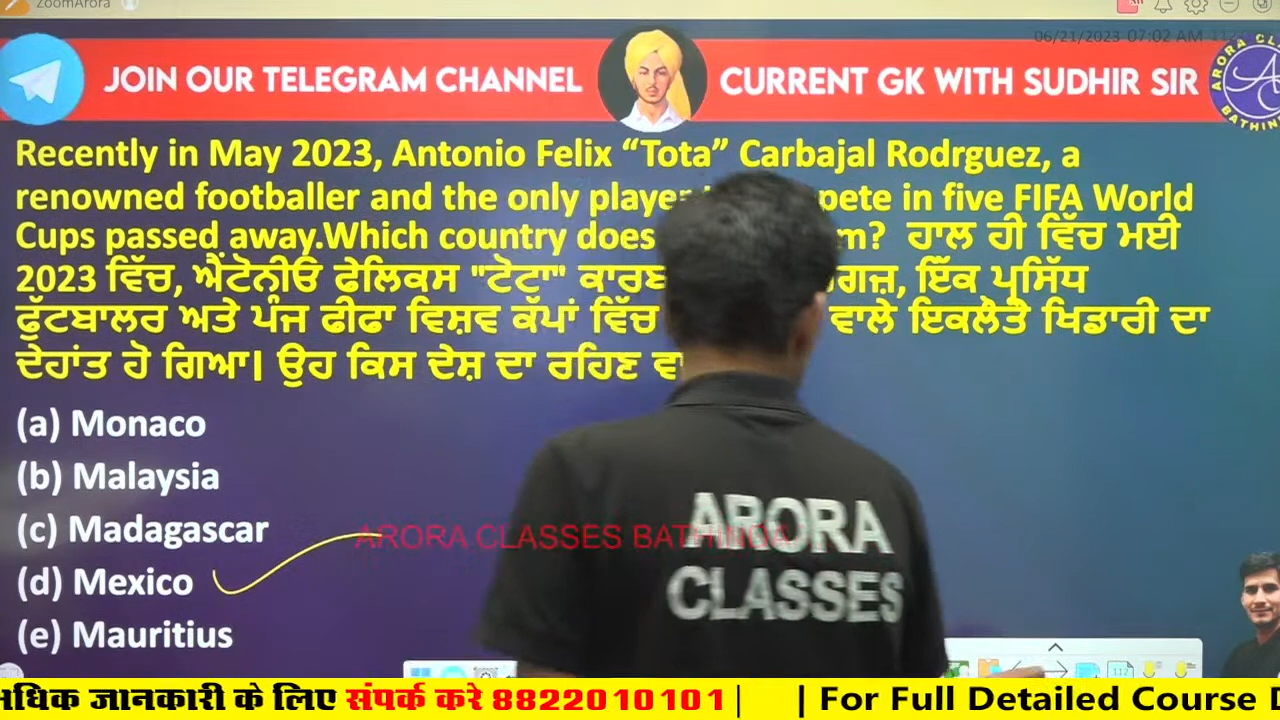 ZoomArora
06/21/2023 07:02 AM
JOIN OUR TELEGRAM CHANNEL
CURRENT GK WITH SUDHIR SIR
ARORA
BATHIN
Recently in May 2023, Antonio Felix “Tota” Carbajal Rodrguez, a
renowned footballer and the only player pete in five FIFA World
Cups passed away.Which country does m? ਹਾਲ ਹੀ ਵਿੱਚ ਮਈ
2023 ਵਿੱਚ, ਐਂਟੋਨੀਓ ਫੇਲਿਕਸ "ਟੋਟਾ" ਕਾਰਬ ਗਜ਼, ਇੱਕ ਪ੍ਰਸਿੱਧ
ਫੁੱਟਬਾਲਰ ਅਤੇ ਪੰਜ ਫੀਫਾ ਵਿਸ਼ਵ ਕੱਪਾਂ ਵਿੱਚ ਵਾਲੇ ਇਕਲੌਤੇ ਖਿਡਾਰੀ ਦਾ
ਦੇਹਾਂਤ ਹੋ ਗਿਆ। ਉਹ ਕਿਸ ਦੇਸ਼ ਦਾ ਰਹਿਣ ਵਾ
(a) Monaco
(b) Malaysia
(c) Madagascar
(d) Mexico
(e) Mauritius
ARORA CLASSES BATHINDA
ARORA
CLASSES
अधिक जानकारी के लिए संपर्क करे 8822010101 | | For Full Detailed Course